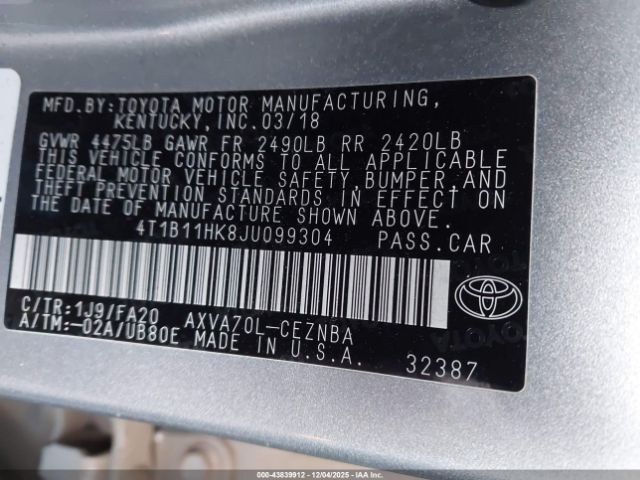 MFD.BY:TOYOTA MOTOR MANUFACTURING,
KENTUCKY, INC.03/18
GVWR 4475LB GAWR FR 2490LB RR 2420LB
THIS VEHICLE CONFORMS TO ALL APPLICABLE
FEDERAL MOTOR VEHICLE SAFETY,BUMPER,AND
THEFT PREVENTION STANDARDS IN EFFECT ON
THE DATE OF MANUFACTURE SHOWN ABOVE.
4T1B11HK8JU099304 PASS.CAR
C/TR:1J9/FA20 AXVA70L-CEZNBA
A/TM:-02A/UB80E MADE IN U.S.A.
TOYOTA
32387
000-43839912 - 12/04/2025 - IAAI.CA